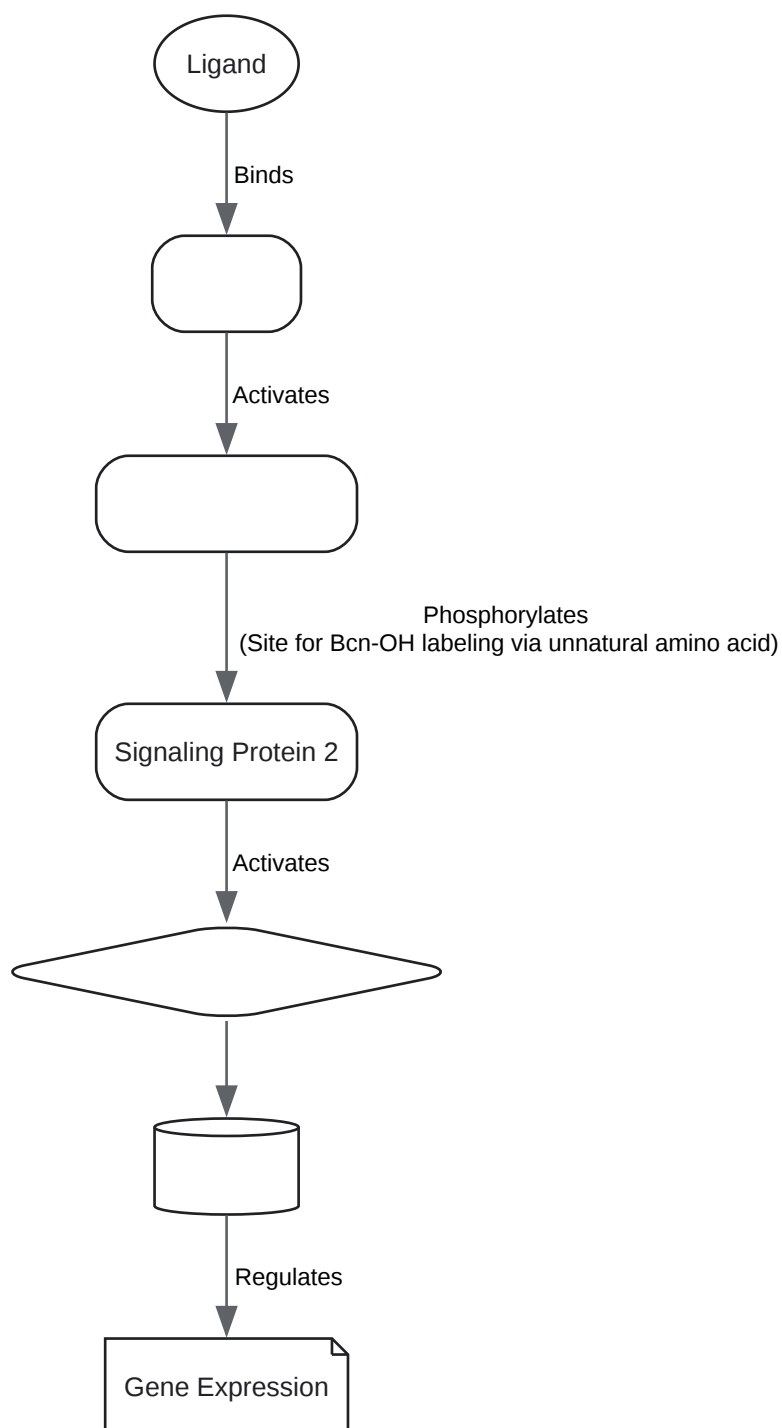 Ligand
Binds
Activates
Phosphorylates
(Site for Bcn-OH labeling via unnatural amino acid)
Signaling Protein 2
Activates
Regulates
Gene Expression